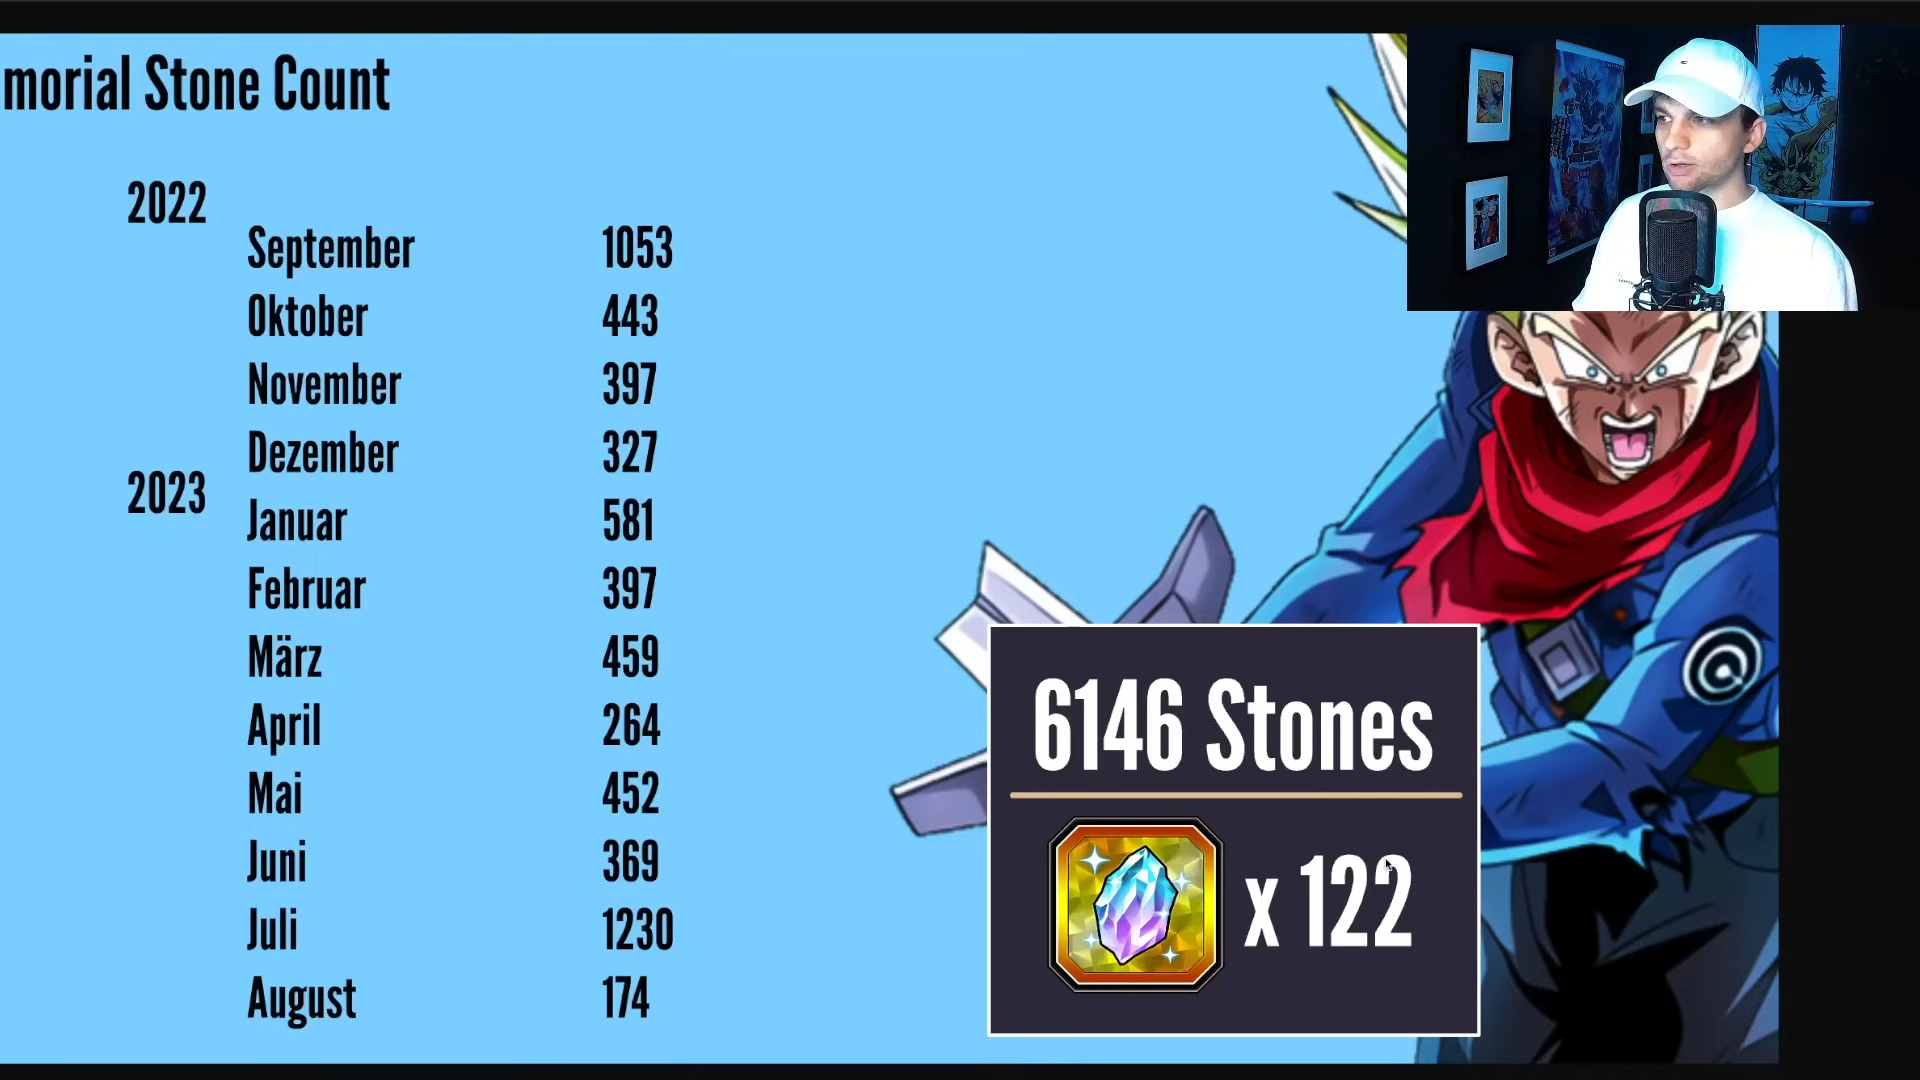 morial Stone Count
2022
September 1053
Oktober 443
November 397
Dezember 327
2023
Januar 581
Februar 397
März 459
April 264
Mai 452
Juni 369
Juli 1230
August 174
6146 Stones
x 122